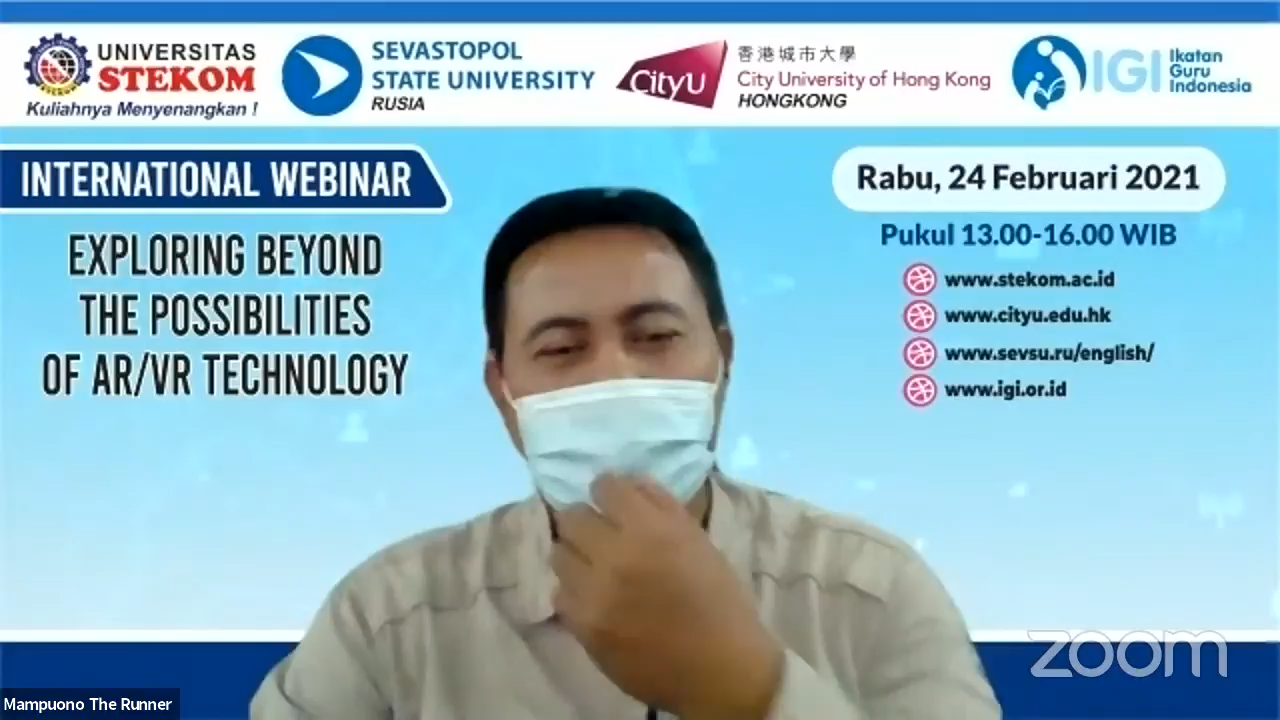 UNIVERSITAS
STEKOM
Kuliahnya Menyenangkan !
SEVASTOPOL
STATE UNIVERSITY
RUSIA
CityU
香港城市大學
City University of Hong Kong
HONGKONG
IGI
Ikatan
Guru
Indonesia
INTERNATIONAL WEBINAR
EXPLORING BEYOND
THE POSSIBILITIES
OF AR/VR TECHNOLOGY
Rabu, 24 Februari 2021
Pukul 13.00-16.00 WIB
www.stekom.ac.id
www.cityu.edu.hk
www.sevsu.ru/english/
www.igi.or.id
zoom
Mampuono The Runner